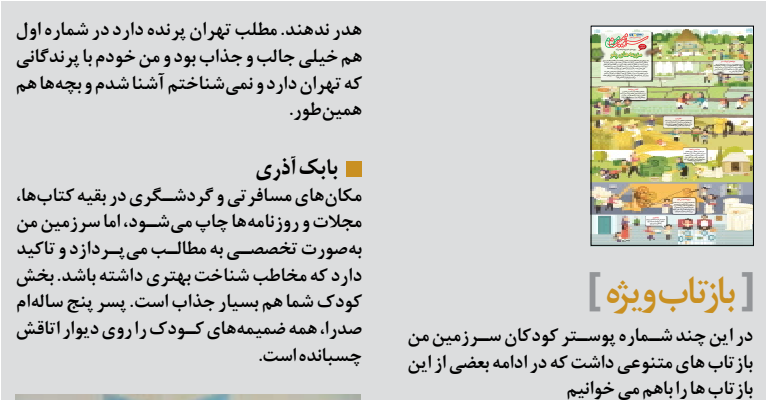 [ بازتاب ویژه ]
در این چند شماره پوستر کودکان سرزمین من
بازتاب های متنوعی داشت که در ادامه بعضی از این
بازتاب ها را باهم می خوانیم
هدر ندهند. مطلب تهران پرنده دارد در شماره اول
هم خیلی جالب و جذاب بود و من خودم با پرندگانی
که تهران دارد و نمی‌شناختم آشنا شدم و بچه‌ها هم
همین‌طور.
بابک آذری
مکان‌های مسافرتی و گردشگری در بقیه کتاب‌ها،
مجلات و روزنامه‌ها چاپ می‌شود، اما سرزمین من
به‌صورت تخصصی به مطالب می‌پردازد و تاکید
دارد که مخاطب شناخت بهتری داشته باشد. بخش
کودک شما هم بسیار جذاب است. پسر پنج ساله‌ام
صدرا، همه ضمیمه‌های کودک را روی دیوار اتاقش
چسبانده است.